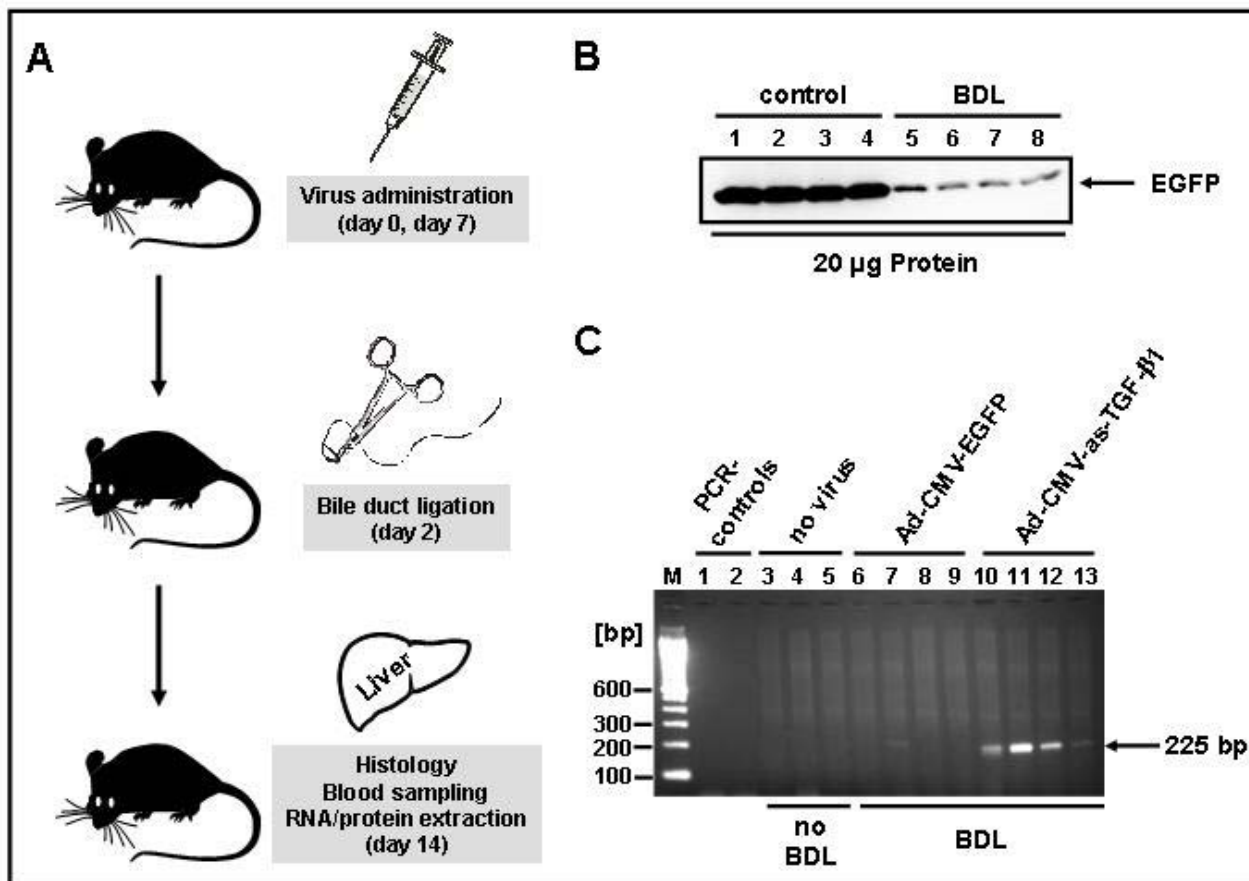 A
Virus administration
(day 0, day 7)
Bile duct ligation
(day 2)
Liver
Histology
Blood sampling
RNA/protein extraction
(day 14)
B
control BDL
1 2 3 4 5 6 7 8
EGFP
20 µg Protein
C
PCR-
controls
no virus
Ad-CMV-EGFP
Ad-CMV-as-TGF-β1
M 1 2 3 4 5 6 7 8 9 10 11 12 13
[bp]
600
300
200
100
225 bp
no
BDL
BDL